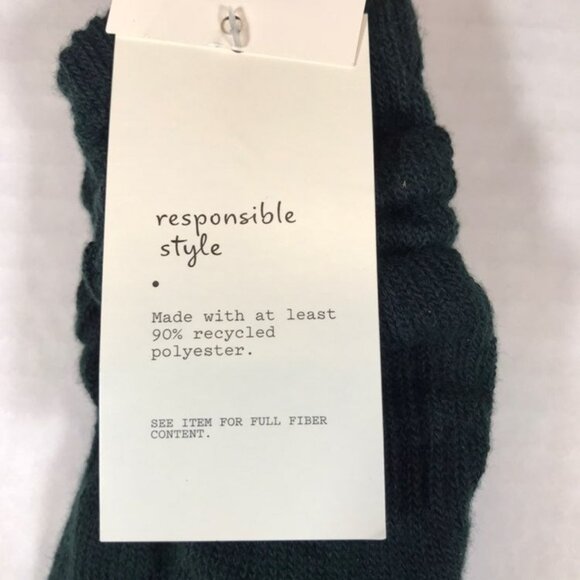 responsible
style
•
Made with at least
90% recycled
polyester.
SEE ITEM FOR FULL FIBER
CONTENT.